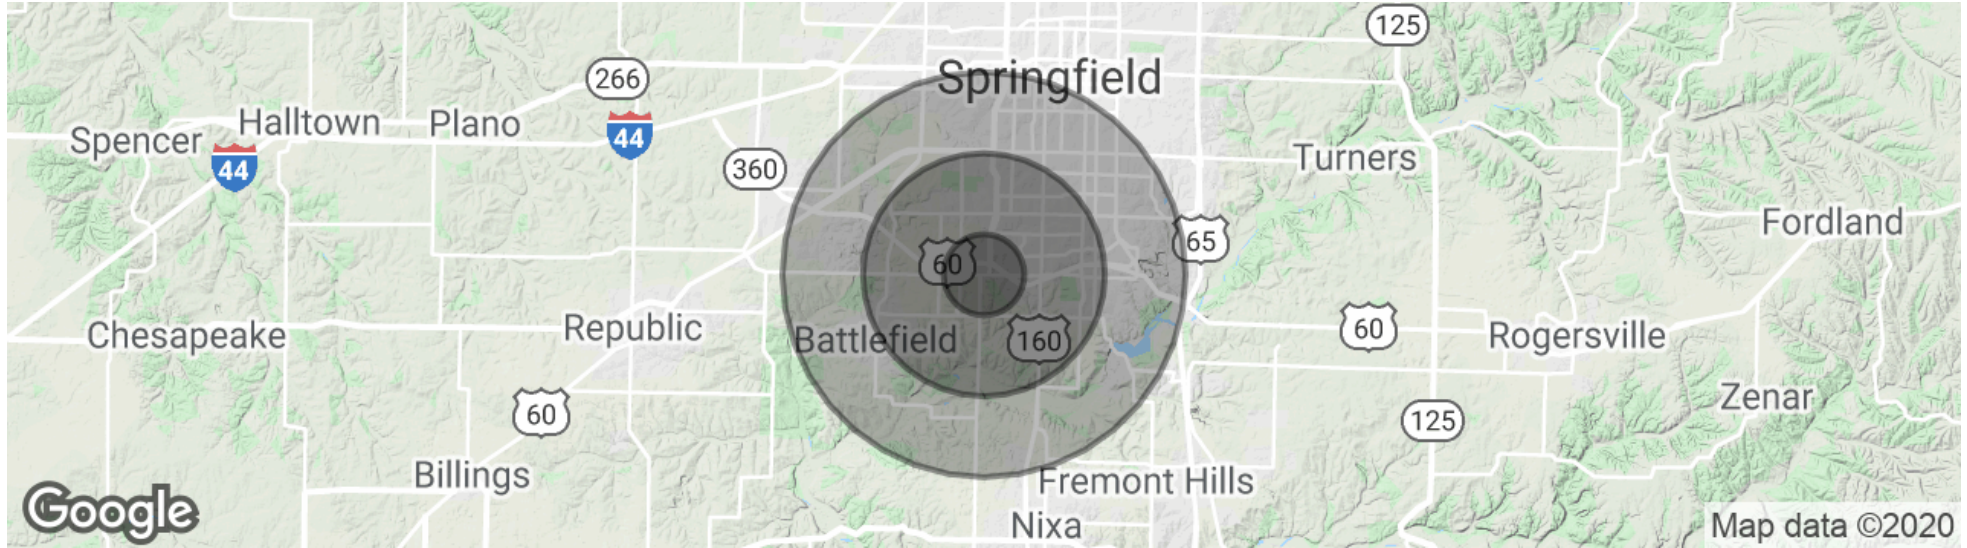 125
Springfield
266
Halltown
Plano
Spencer
44
44
360
Turners
Fordland
65
60
Chesapeake
Republic
Battlefield
160
60
Rogersville
Zenar
60
125
Billings
Fremont Hills
Google
Nixa
Map data ©2020